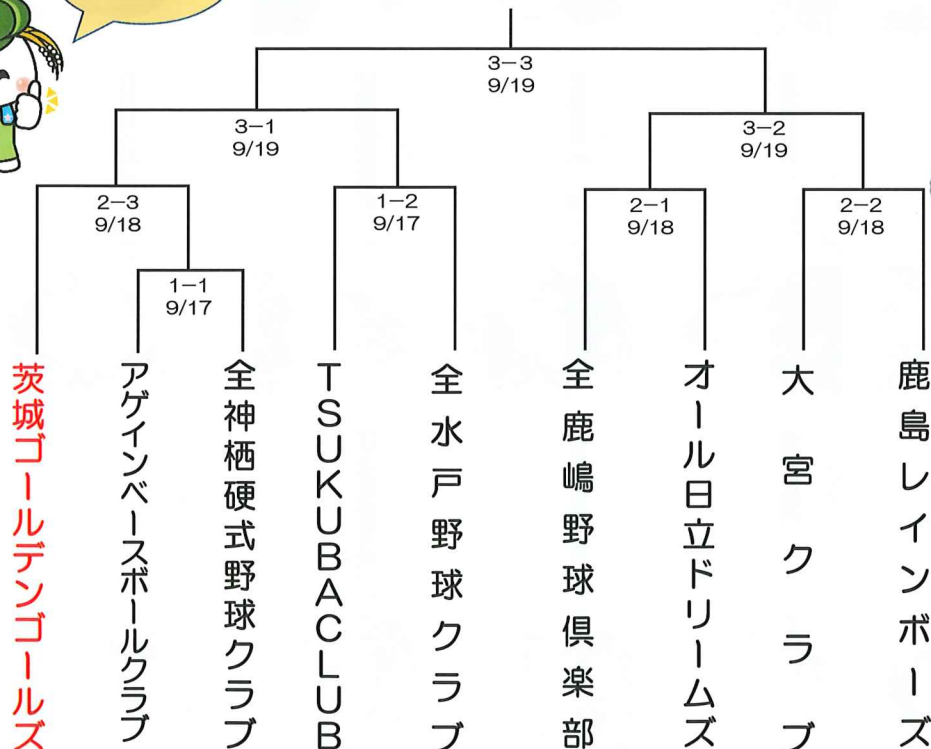 3−3
9/19
3−1
9/19
3−2
9/19
2−3
9/18
1−2
9/17
2−1
9/18
2−2
9/18
1−1
9/17
茨城ゴールデンゴールズ
アゲインベースボールクラブ
全神栖硬式野球クラブ
TSUKUBACLUB
全水戸野球クラブ
全鹿嶋野球倶楽部
オール日立ドリームズ
大宮クラブ
鹿島レインボーズ